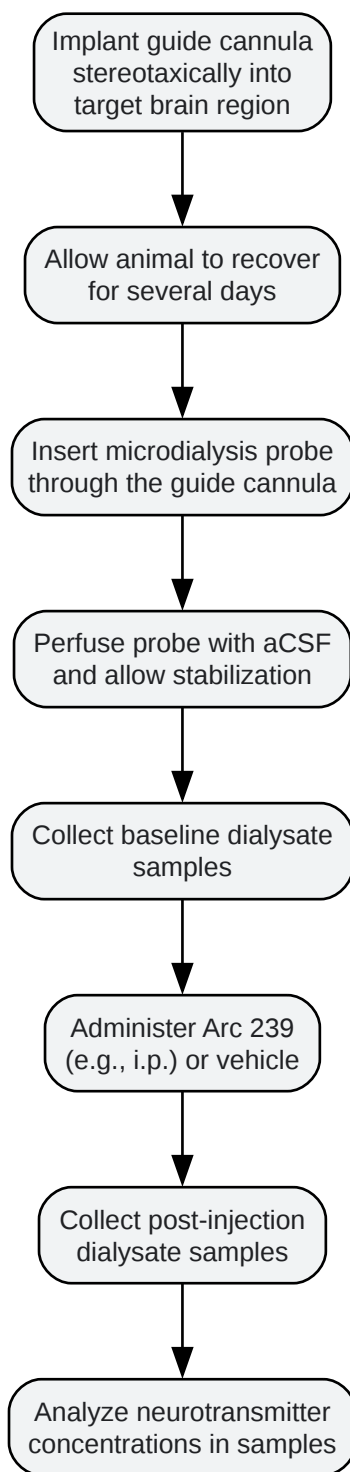 Implant guide cannula
stereotaxically into
target brain region
Allow animal to recover
for several days
Insert microdialysis probe
through the guide cannula
Perfuse probe with aCSF
and allow stabilization
Collect baseline dialysate
samples
Administer Arc 239
(e.g., i.p.) or vehicle
Collect post-injection
dialysate samples
Analyze neurotransmitter
concentrations in samples